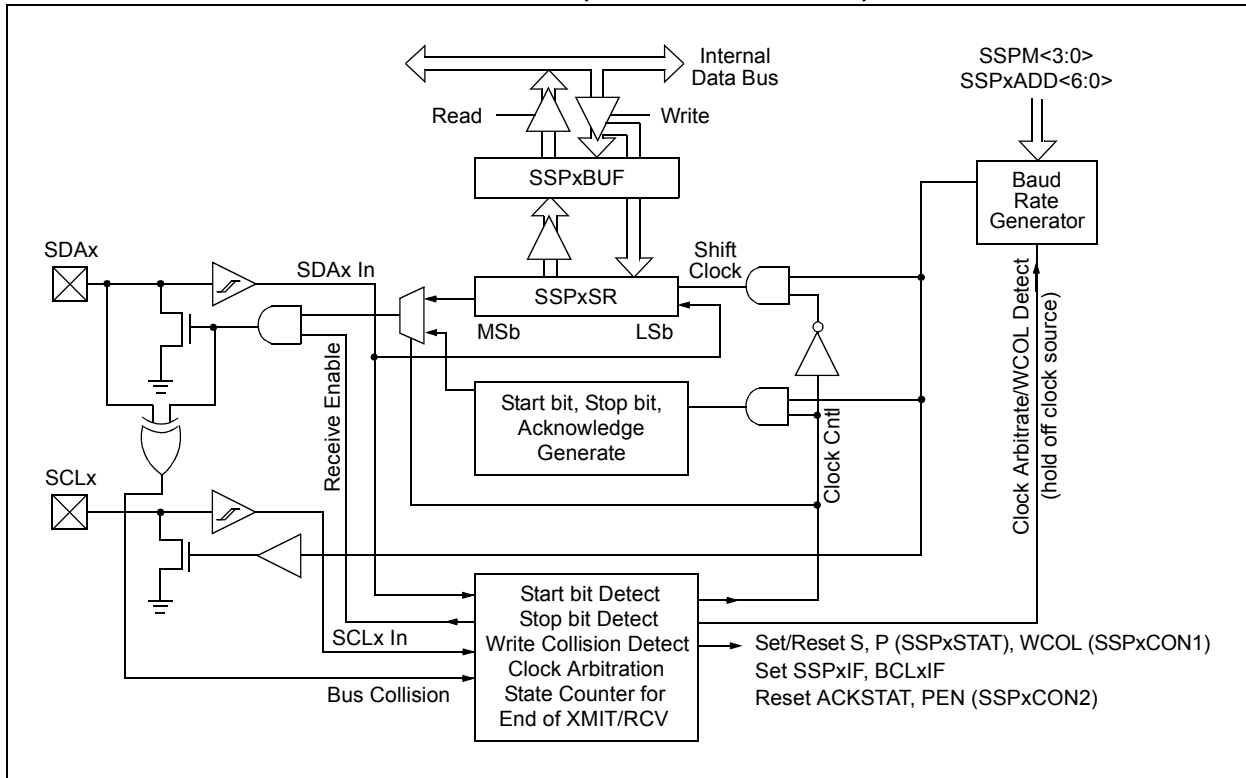 Internal
Data Bus
SSPM<3:0>
SSPxADD<6:0>
Read
Write
SSPxBUF
Baud
Rate
Generator
SDAx
SDAx In
Shift
Clock
SSPxSR
MSb
LSb
Receive Enable
Start bit, Stop bit,
Acknowledge
Generate
Clock Cntl
Clock Arbitrate/WCOL Detect
(hold off clock source)
SCLx
SCLx In
Bus Collision
Start bit Detect
Stop bit Detect
Write Collision Detect
Clock Arbitration
State Counter for
End of XMIT/RCV
Set/Reset S, P (SSPxSTAT), WCOL (SSPxCON1)
Set SSPxIF, BCLxIF
Reset ACKSTAT, PEN (SSPxCON2)